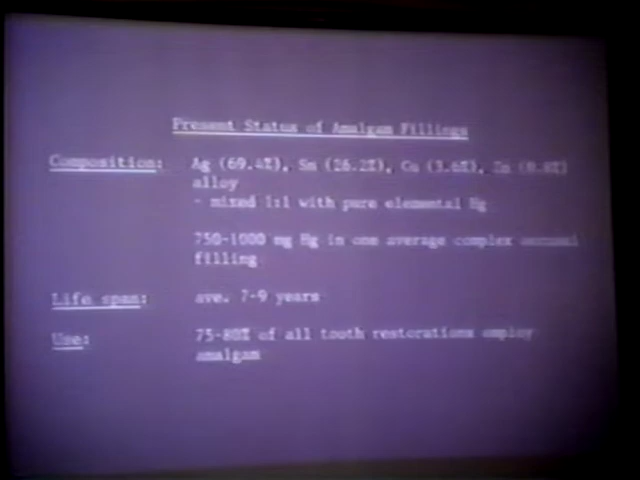 Present Status of Amalgam Fillings
Composition: Ag (69.4%), Sn (26.2%), Cu (3.6%), Zn (0.8%)
alloy
- mixed 1:1 with pure elemental Hg
750-1000 mg Hg in one average complex
filling
Life span: ave. 7-9 years
Use: 75-80% of all tooth restorations employ
amalgam